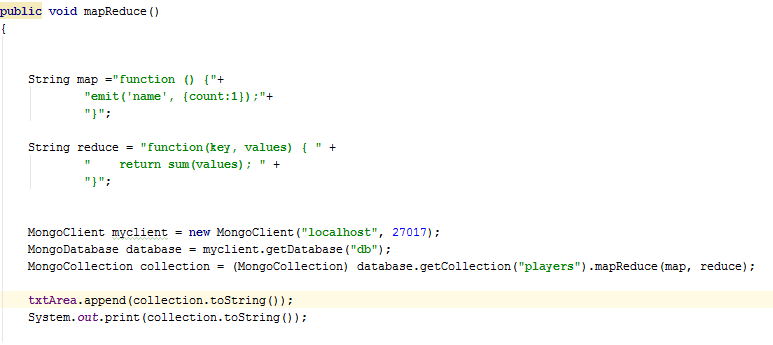 public void mapReduce()
{
String map ="function () {"+
"emit('name', {count:1});"+
"}";
String reduce = "function(key, values) { " +
"    return sum(values); " +
"}";
MongoClient myclient = new MongoClient("localhost", 27017);
MongoDatabase database = myclient.getDatabase("db");
MongoCollection collection = (MongoCollection) database.getCollection("players").mapReduce(map, reduce);
txtArea.append(collection.toString());
System.out.print(collection.toString());